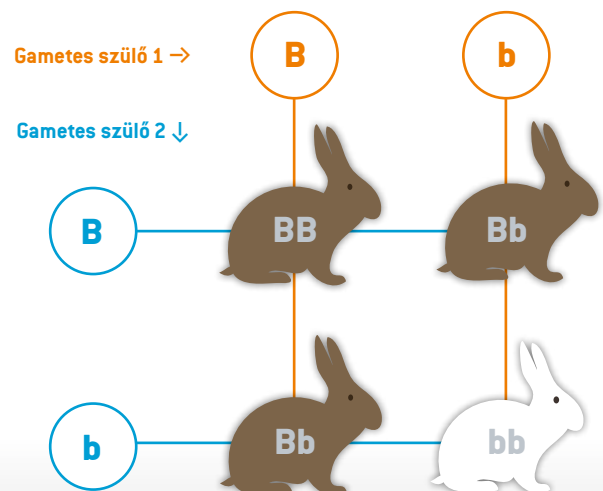 Gametes szülő 1 →
B
b
Gametes szülő 2 ↓
B
BB
Bb
b
Bb
bb